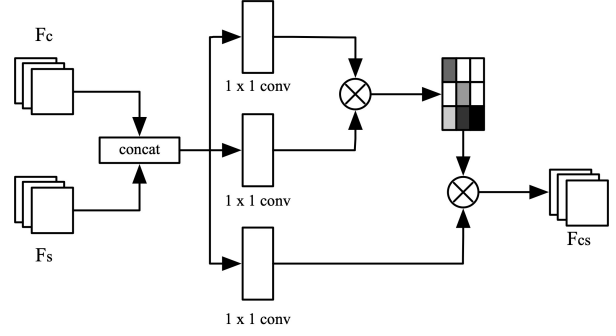 Fc
1 x 1 conv
concat
1 x 1 conv
Fs
Fcs
1 x 1 conv